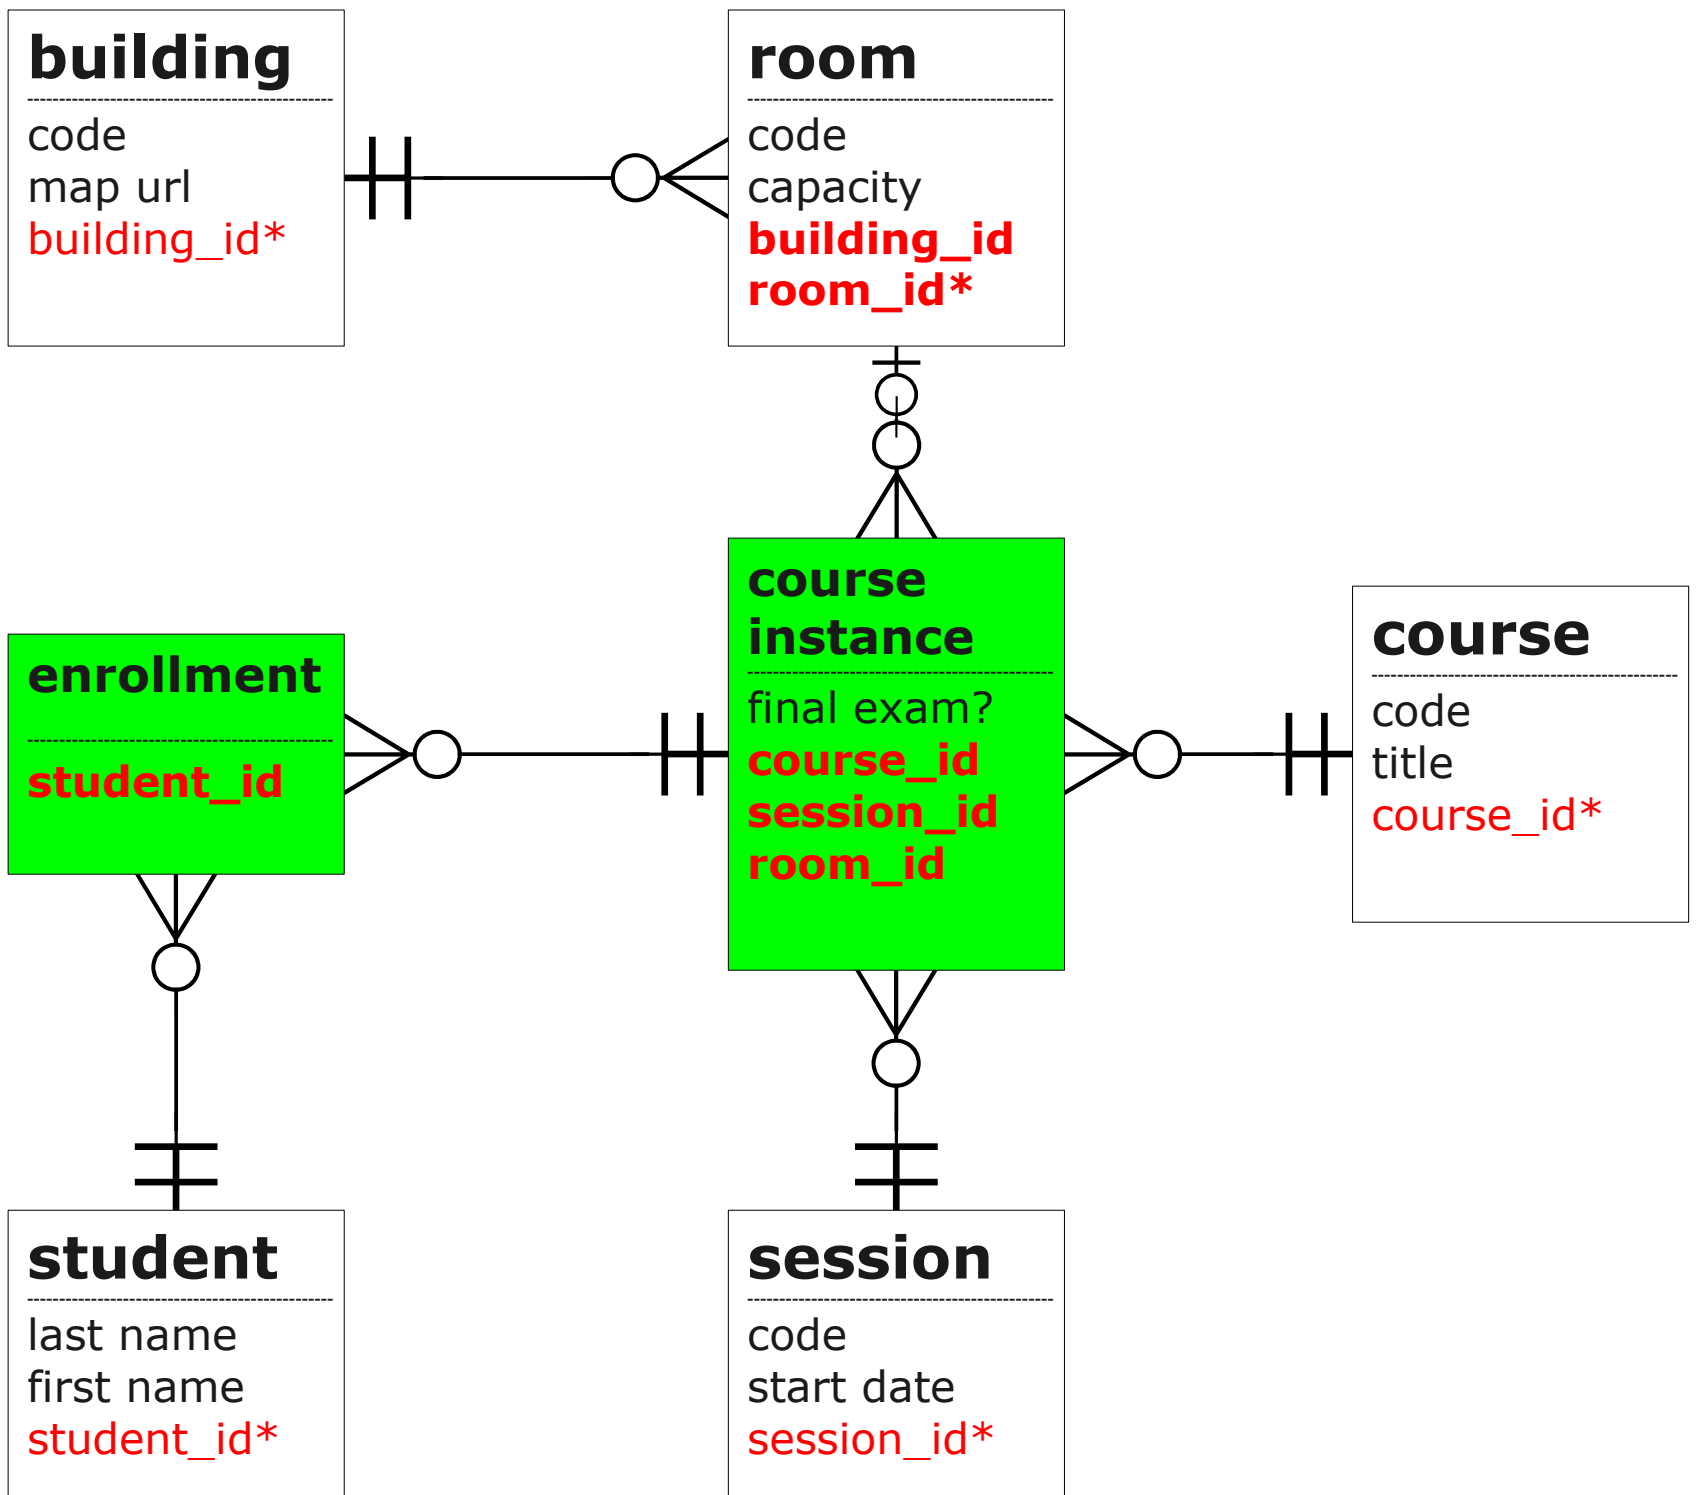 building
code
map url
building_id*
room
code
capacity
building_id
room_id*
enrollment
student_id
course
instance
final exam?
course_id
session_id
room_id
course
code
title
course_id*
student
last name
first name
student_id*
session
code
start date
session_id*